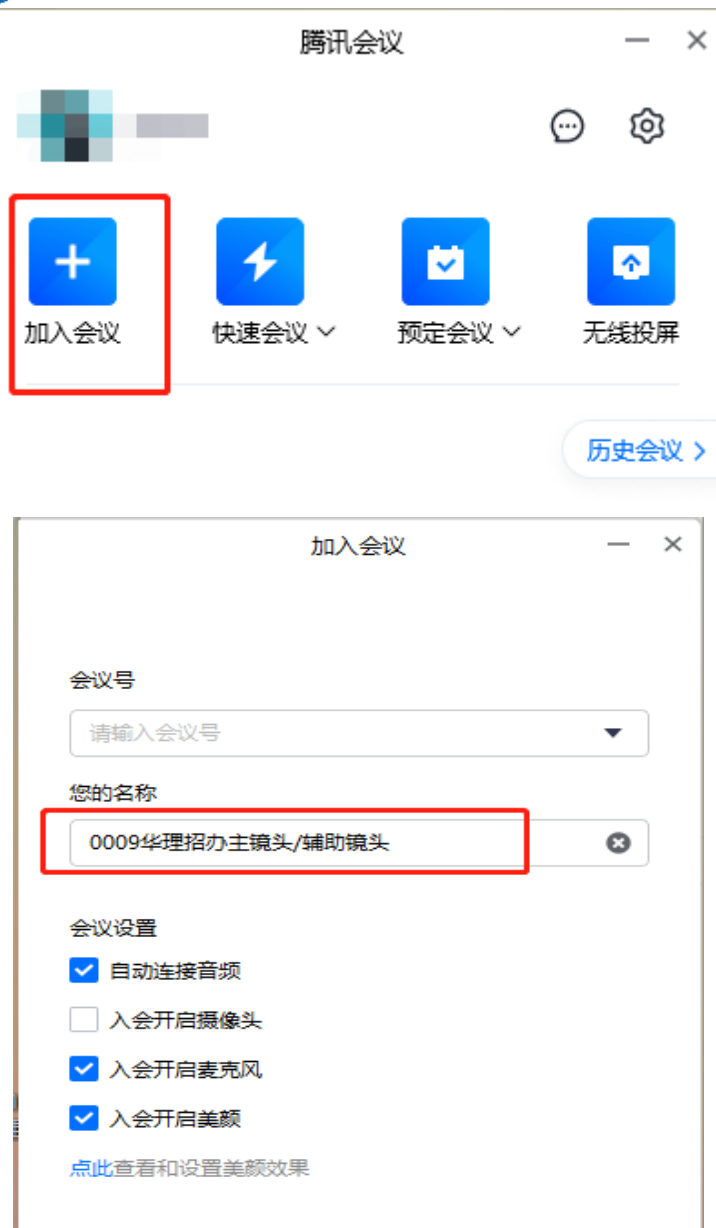 腾讯会议
加入会议
快速会议
预定会议
无线投屏
历史会议
加入会议
会议号
请输入会议号
您的名称
0009华理招办主镜头/辅助镜头
会议设置
自动连接音频
入会开启摄像头
入会开启麦克风
入会开启美颜
点此查看和设置美颜效果